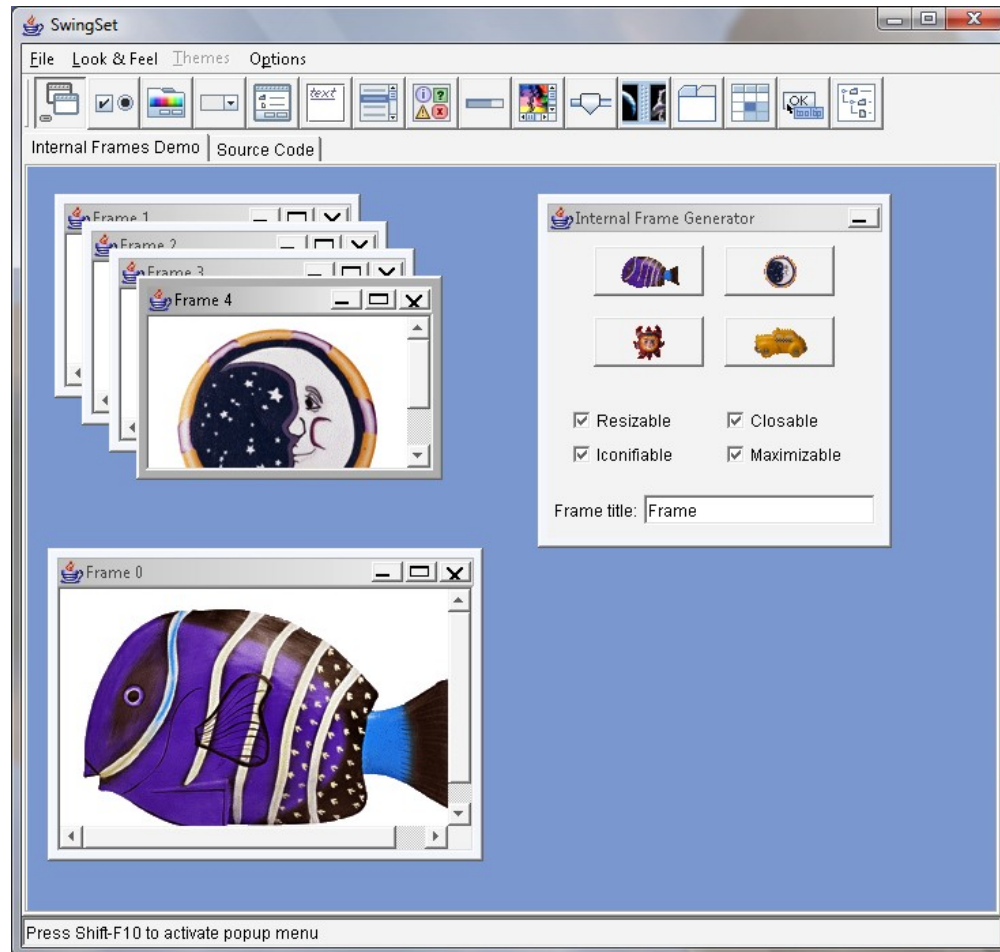 SwingSet
File Look & Feel Themes Options
text
OK
tooltip
Internal Frames Demo Source Code
Frame 1
Frame 2
Frame 3
Frame 4
Internal Frame Generator
Resizable Closable
Iconifiable Maximizable
Frame title: Frame
Frame 0
Press Shift-F10 to activate popup menu